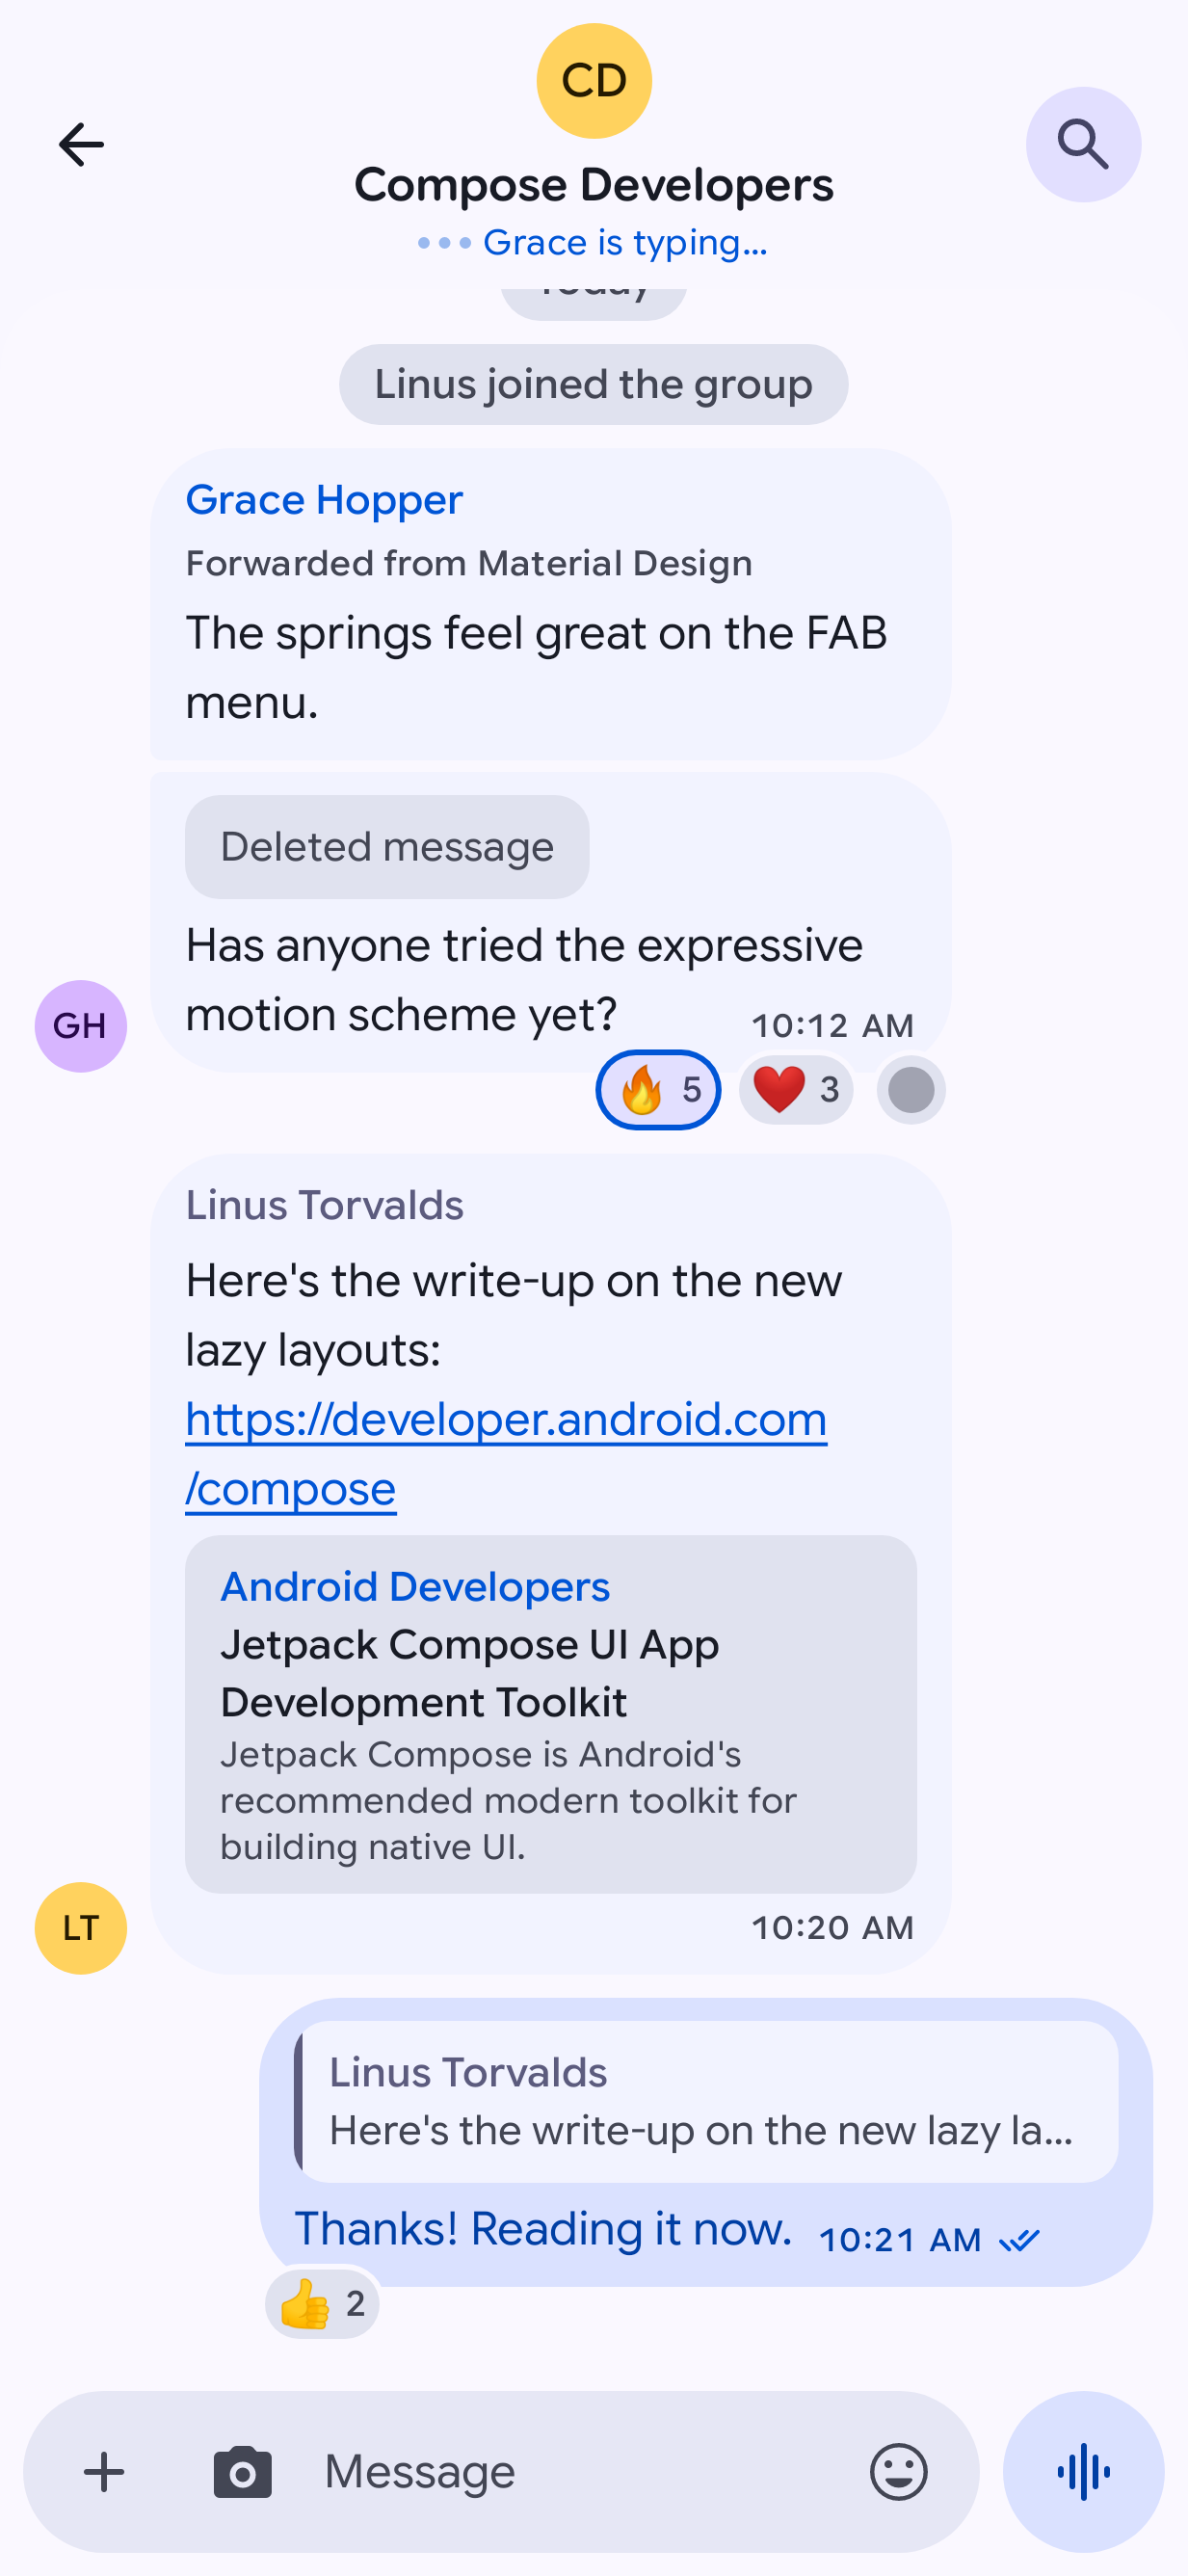 CD
Compose Developers
Grace is typing...
Today
Linus joined the group
Grace Hopper
Forwarded from Material Design
The springs feel great on the FAB
menu.
Deleted message
Has anyone tried the expressive
motion scheme yet?
10:12 AM
GH
5
3
Linus Torvalds
Here's the write-up on the new
lazy layouts:
https://developer.android.com
/compose
Android Developers
Jetpack Compose UI App
Development Toolkit
Jetpack Compose is Android's
recommended modern toolkit for
building native UI.
10:20 AM
LT
Linus Torvalds
Here's the write-up on the new lazy la...
Thanks! Reading it now.
10:21 AM
2
Message